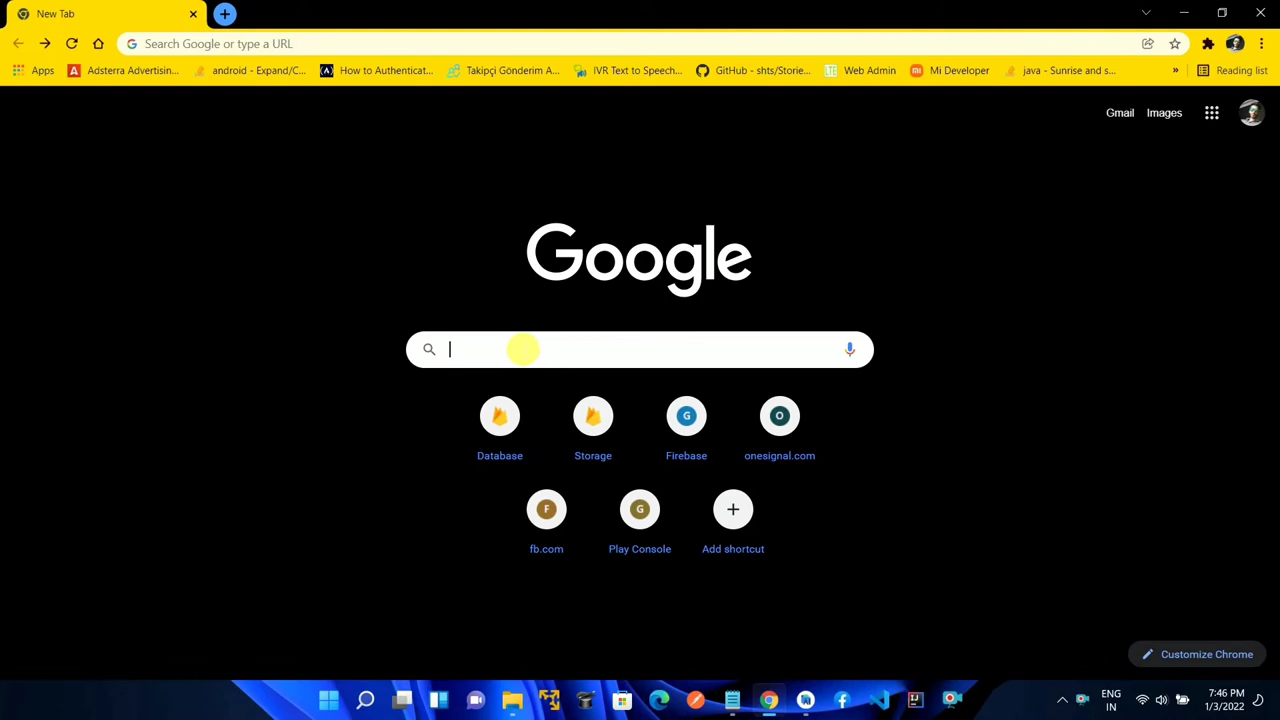 New Tab
Search Google or type a URL
Apps
Adsterra Advertisin...
android - Expand/C...
How to Authenticat...
Takipçi Gönderim A...
IVR Text to Speech...
GitHub - shts/Storie...
Web Admin
Mi Developer
java - Sunrise and s...
»
Reading list
Gmail
Images
Google
G
O
Database
Storage
Firebase
onesignal.com
F
G
fb.com
Play Console
Add shortcut
Customize Chrome
ENG
IN
7:46 PM
1/3/2022